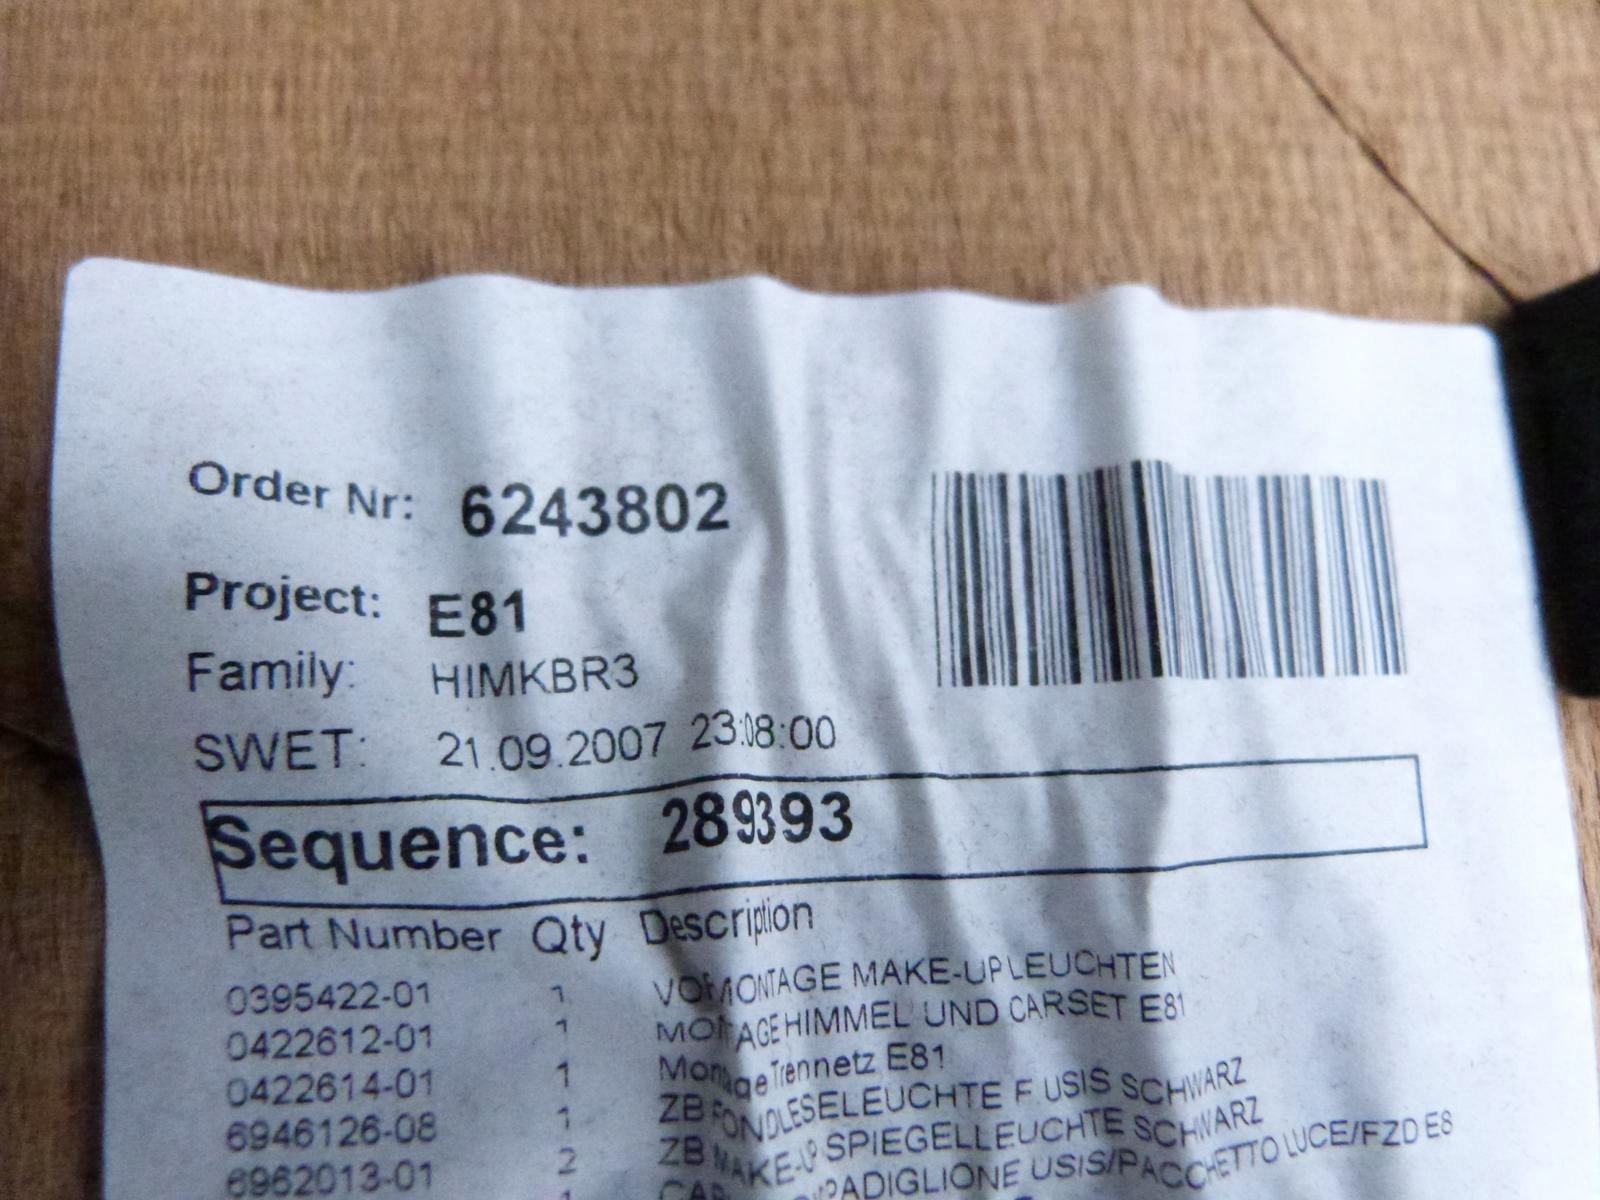 Order Nr: 6243802
Project: E81
Family: HIMKBR3
SWET: 21.09.2007 23:08:00
Sequence: 289393
Part Number Qty Description
0395422-01 1 VORMONTAGE MAKE-UPLEUCHTEN
0422612-01 1 MONTAGE HIMMEL UND CARSET E81
0422614-01 1 Montage Trennetz E81
6946126-08 1 ZB FONDLESELEUCHTE F USIS SCHWARZ
6962013-01 2 ZB MAKE-UP SPIEGELLEUCHTE SCHWARZ
PADIGLIONE USIS/PACCHETTO LUCE/FZD E8